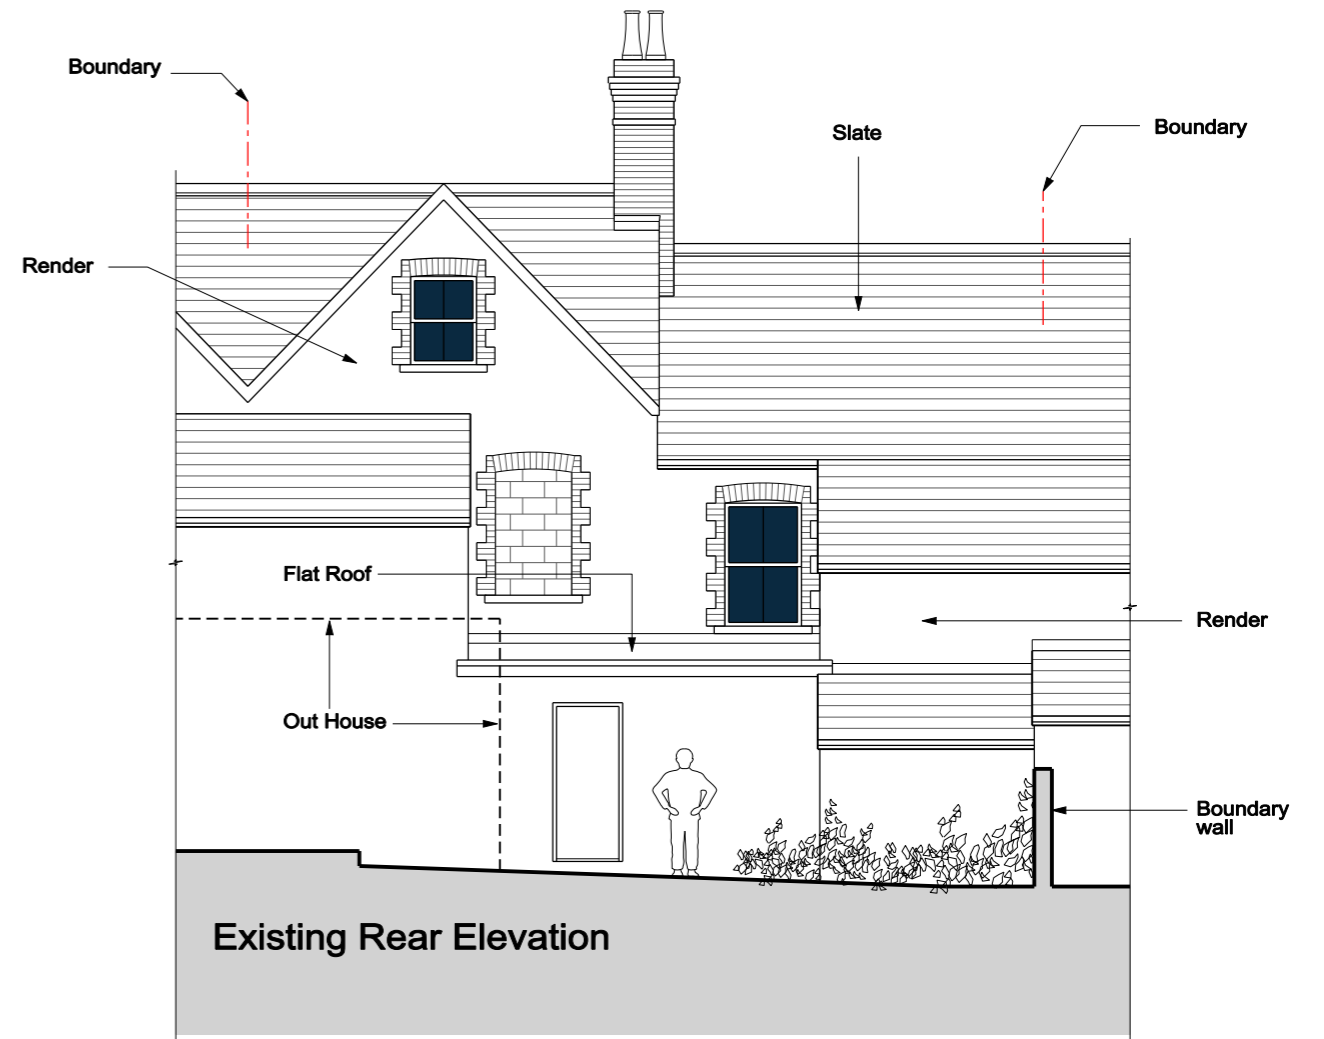 Boundary
Boundary
Slate
Render
Flat Roof
Render
Out House
Boundary
wall
Existing Rear Elevation